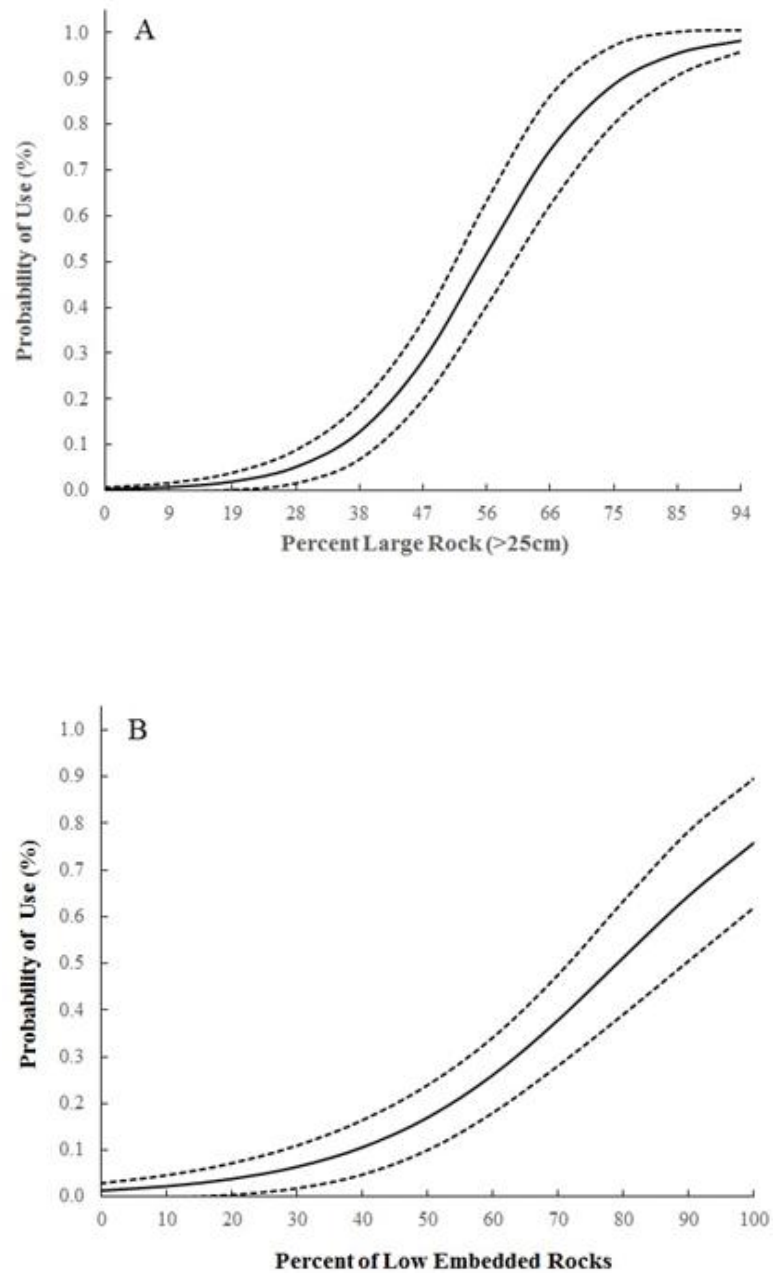 A
1.0
0.9
0.8
0.7
0.6
0.5
0.4
0.3
0.2
0.1
0.0
Probability of Use (%)
0 9 19 28 38 47 56 66 75 85 94
Percent Large Rock (>25cm)
B
1.0
0.9
0.8
0.7
0.6
0.5
0.4
0.3
0.2
0.1
0.0
Probability of Use (%)
0 10 20 30 40 50 60 70 80 90 100
Percent of Low Embedded Rocks